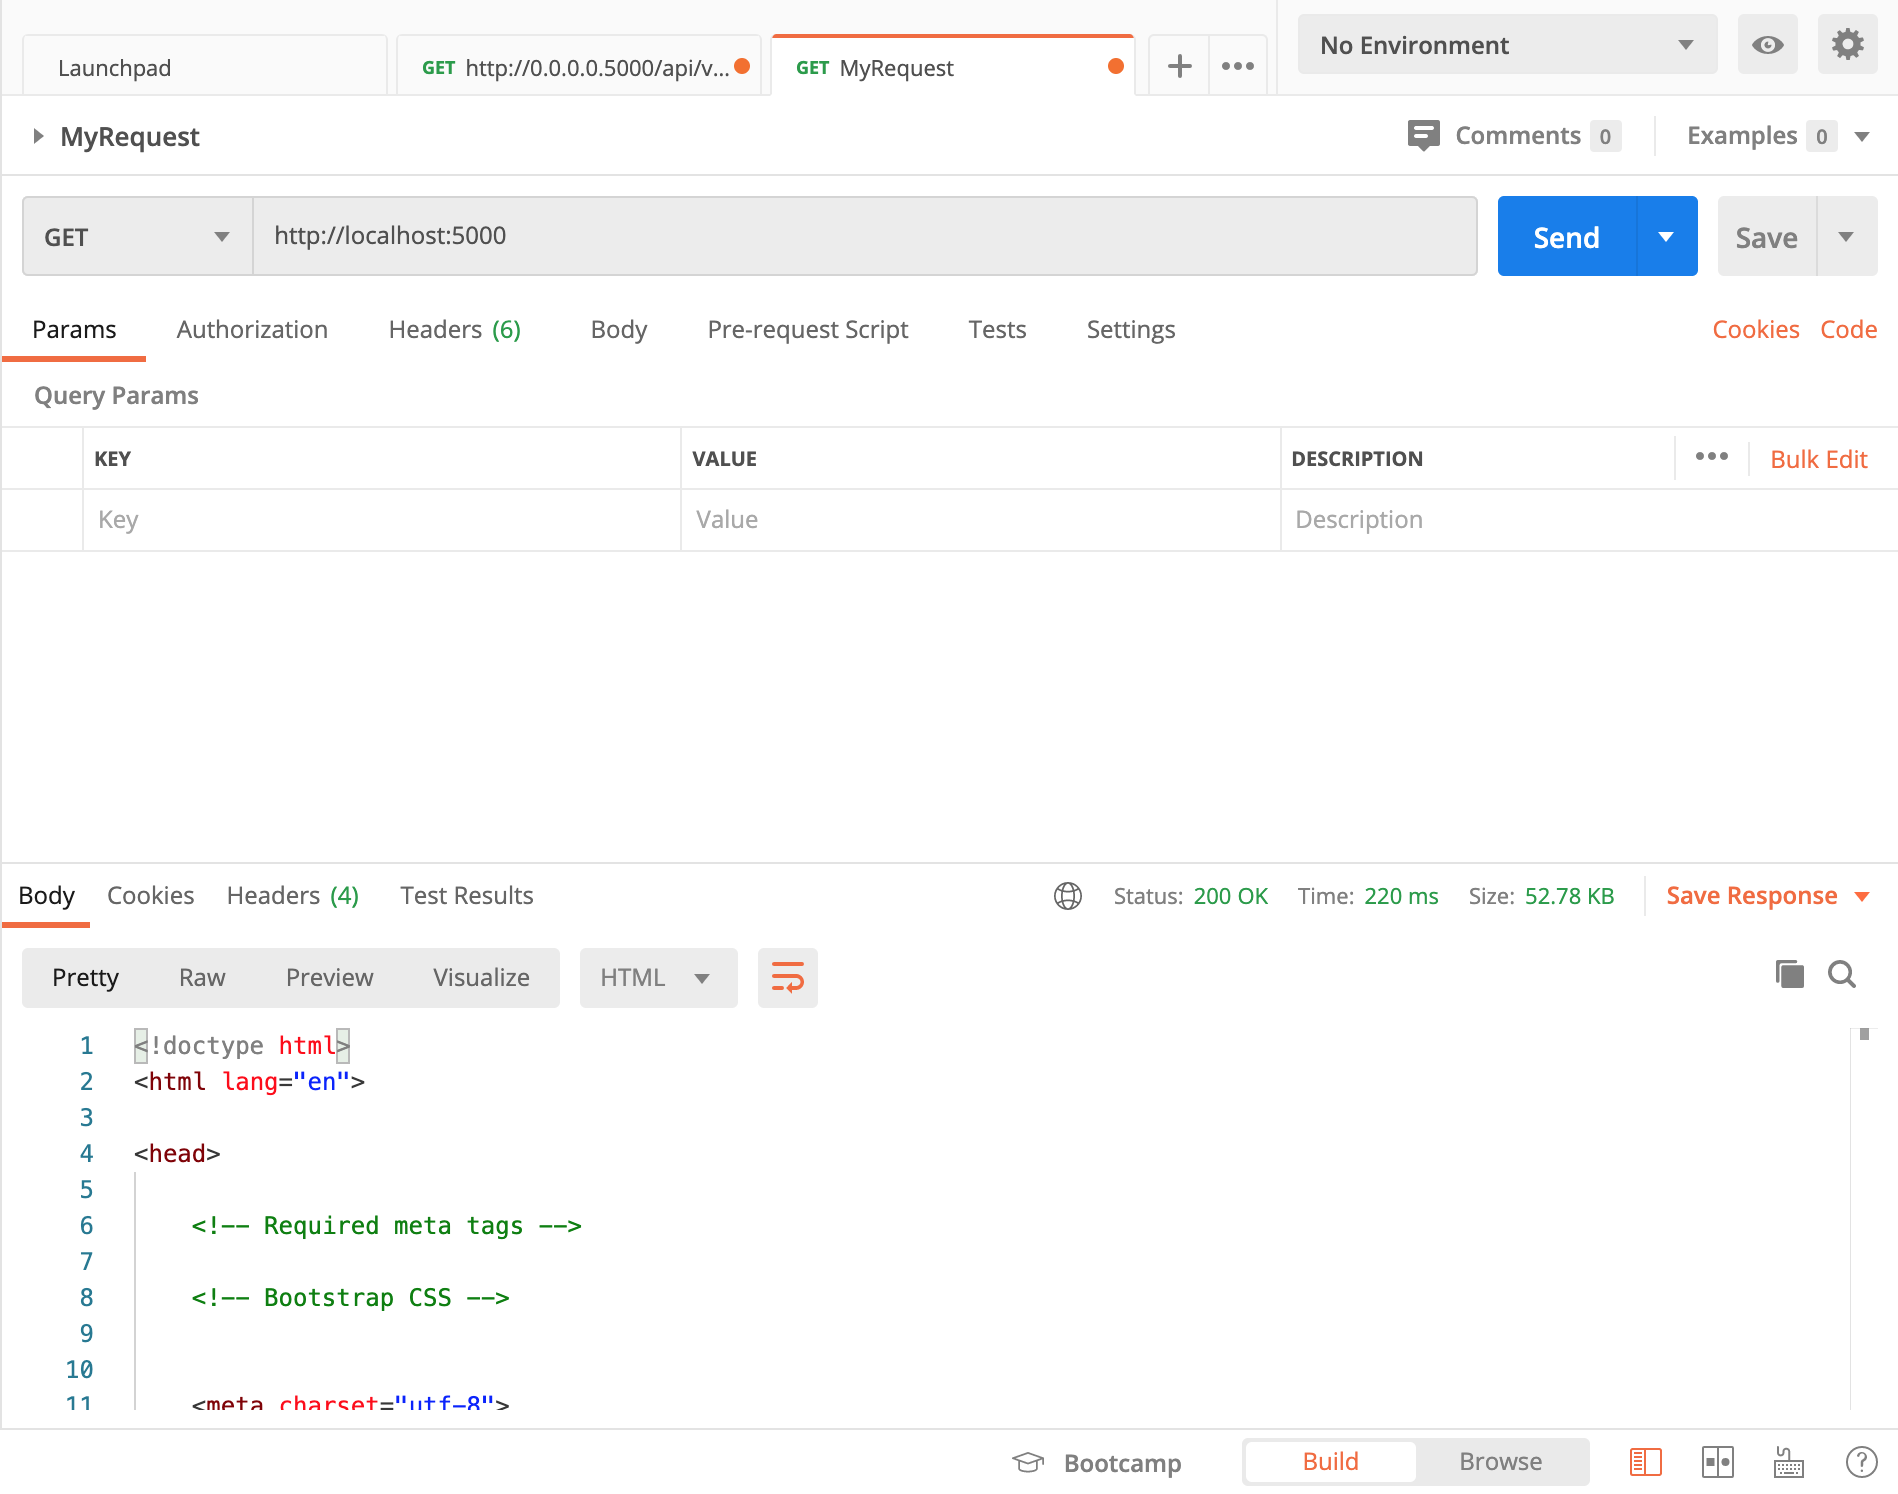 Launchpad
GET http://0.0.0.0.5000/api/v...
GET MyRequest
No Environment
MyRequest
Comments 0
Examples 0
GET
http://localhost:5000
Send
Save
Params
Authorization
Headers (6)
Body
Pre-request Script
Tests
Settings
Cookies
Code
Query Params
KEY
VALUE
DESCRIPTION
Bulk Edit
Key
Value
Description
Body
Cookies
Headers (4)
Test Results
Status: 200 OK
Time: 220 ms
Size: 52.78 KB
Save Response
Pretty
Raw
Preview
Visualize
HTML
1 <!doctype html>
2 <html lang="en">
3
4 <head>
5
6 <!-- Required meta tags -->
7
8 <!-- Bootstrap CSS -->
9
10
11 <meta charset="utf-8">
Bootcamp
Build
Browse